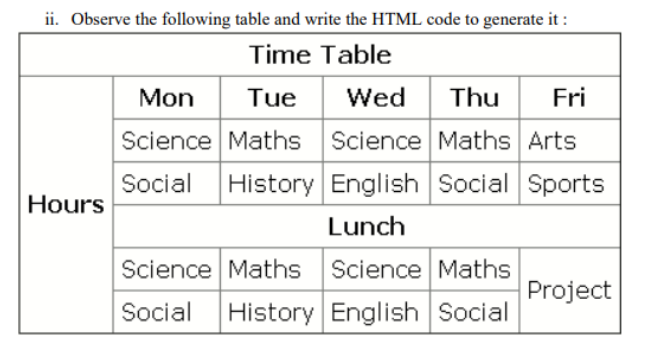 ii. Observe the following table and write the HTML code to generate it :
Time Table
Mon Tue Wed Thu Fri
Science Maths Science Maths Arts
Social History English Social Sports
Hours
Lunch
Science Maths Science Maths
Project
Social History English Social